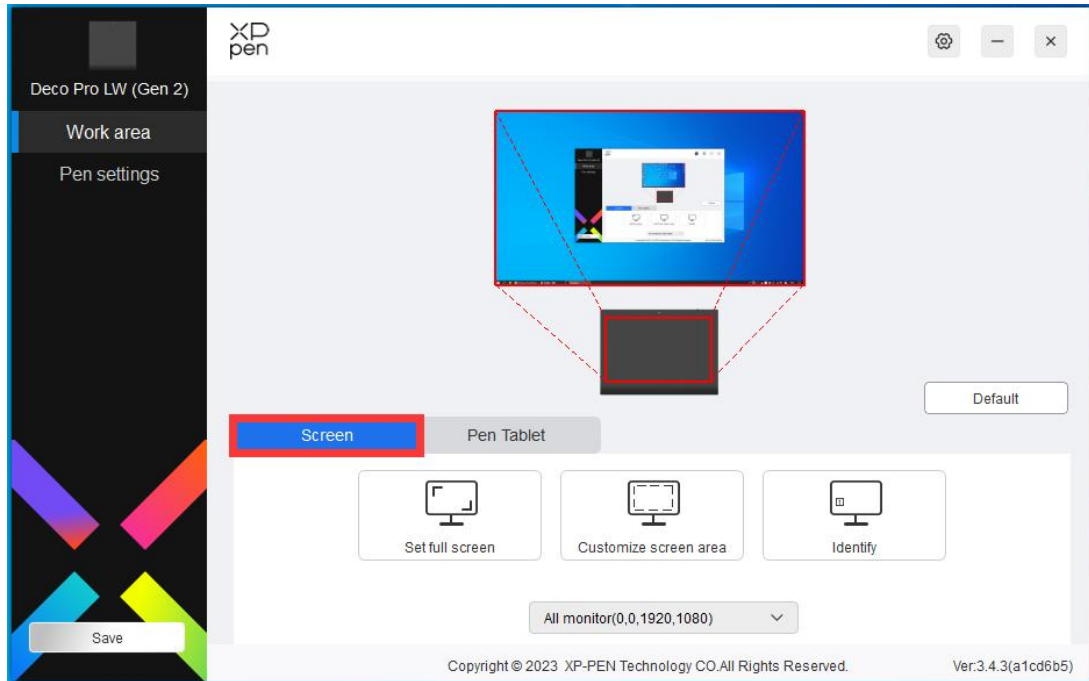 XP
pen
Deco Pro LW (Gen 2)
Work area
Pen settings
Default
Screen
Pen Tablet
Set full screen
Customize screen area
Identify
All monitor(0,0,1920,1080)
Save
Copyright © 2023 XP-PEN Technology CO.All Rights Reserved.
Ver:3.4.3(a1cd6b5)